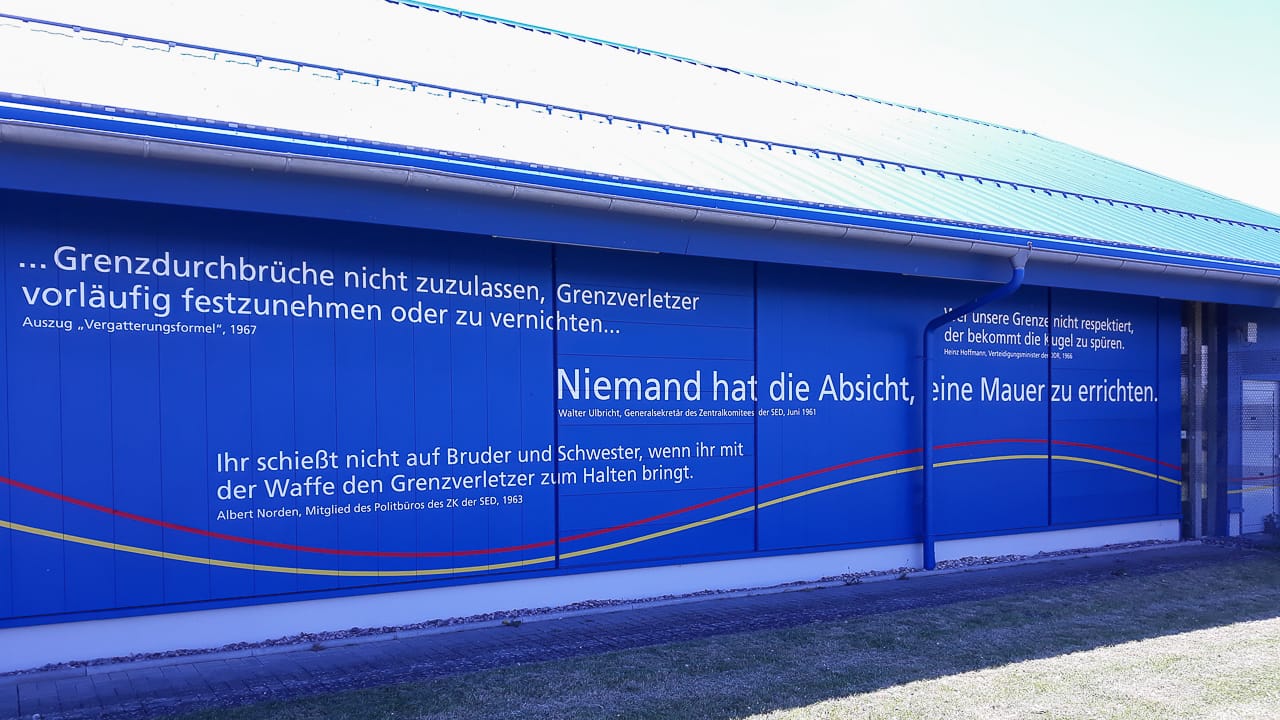 ... Grenzdurchbrüche nicht zuzulassen, Grenzverletzer
vorläufig festzunehmen oder zu vernichten...
Auszug „Vergatterungsformel“, 1967
Wer unsere Grenze nicht respektiert,
der bekommt die Kugel zu spüren.
Heinz Hoffmann, Verteidigungsminister der DDR, 1966
Niemand hat die Absicht, eine Mauer zu errichten.
Walter Ulbricht, Generalsekretär des Zentralkomitees der SED, Juni 1961
Ihr schießt nicht auf Bruder und Schwester, wenn ihr mit
der Waffe den Grenzverletzer zum Halten bringt.
Albert Norden, Mitglied des Politbüros des ZK der SED, 1963